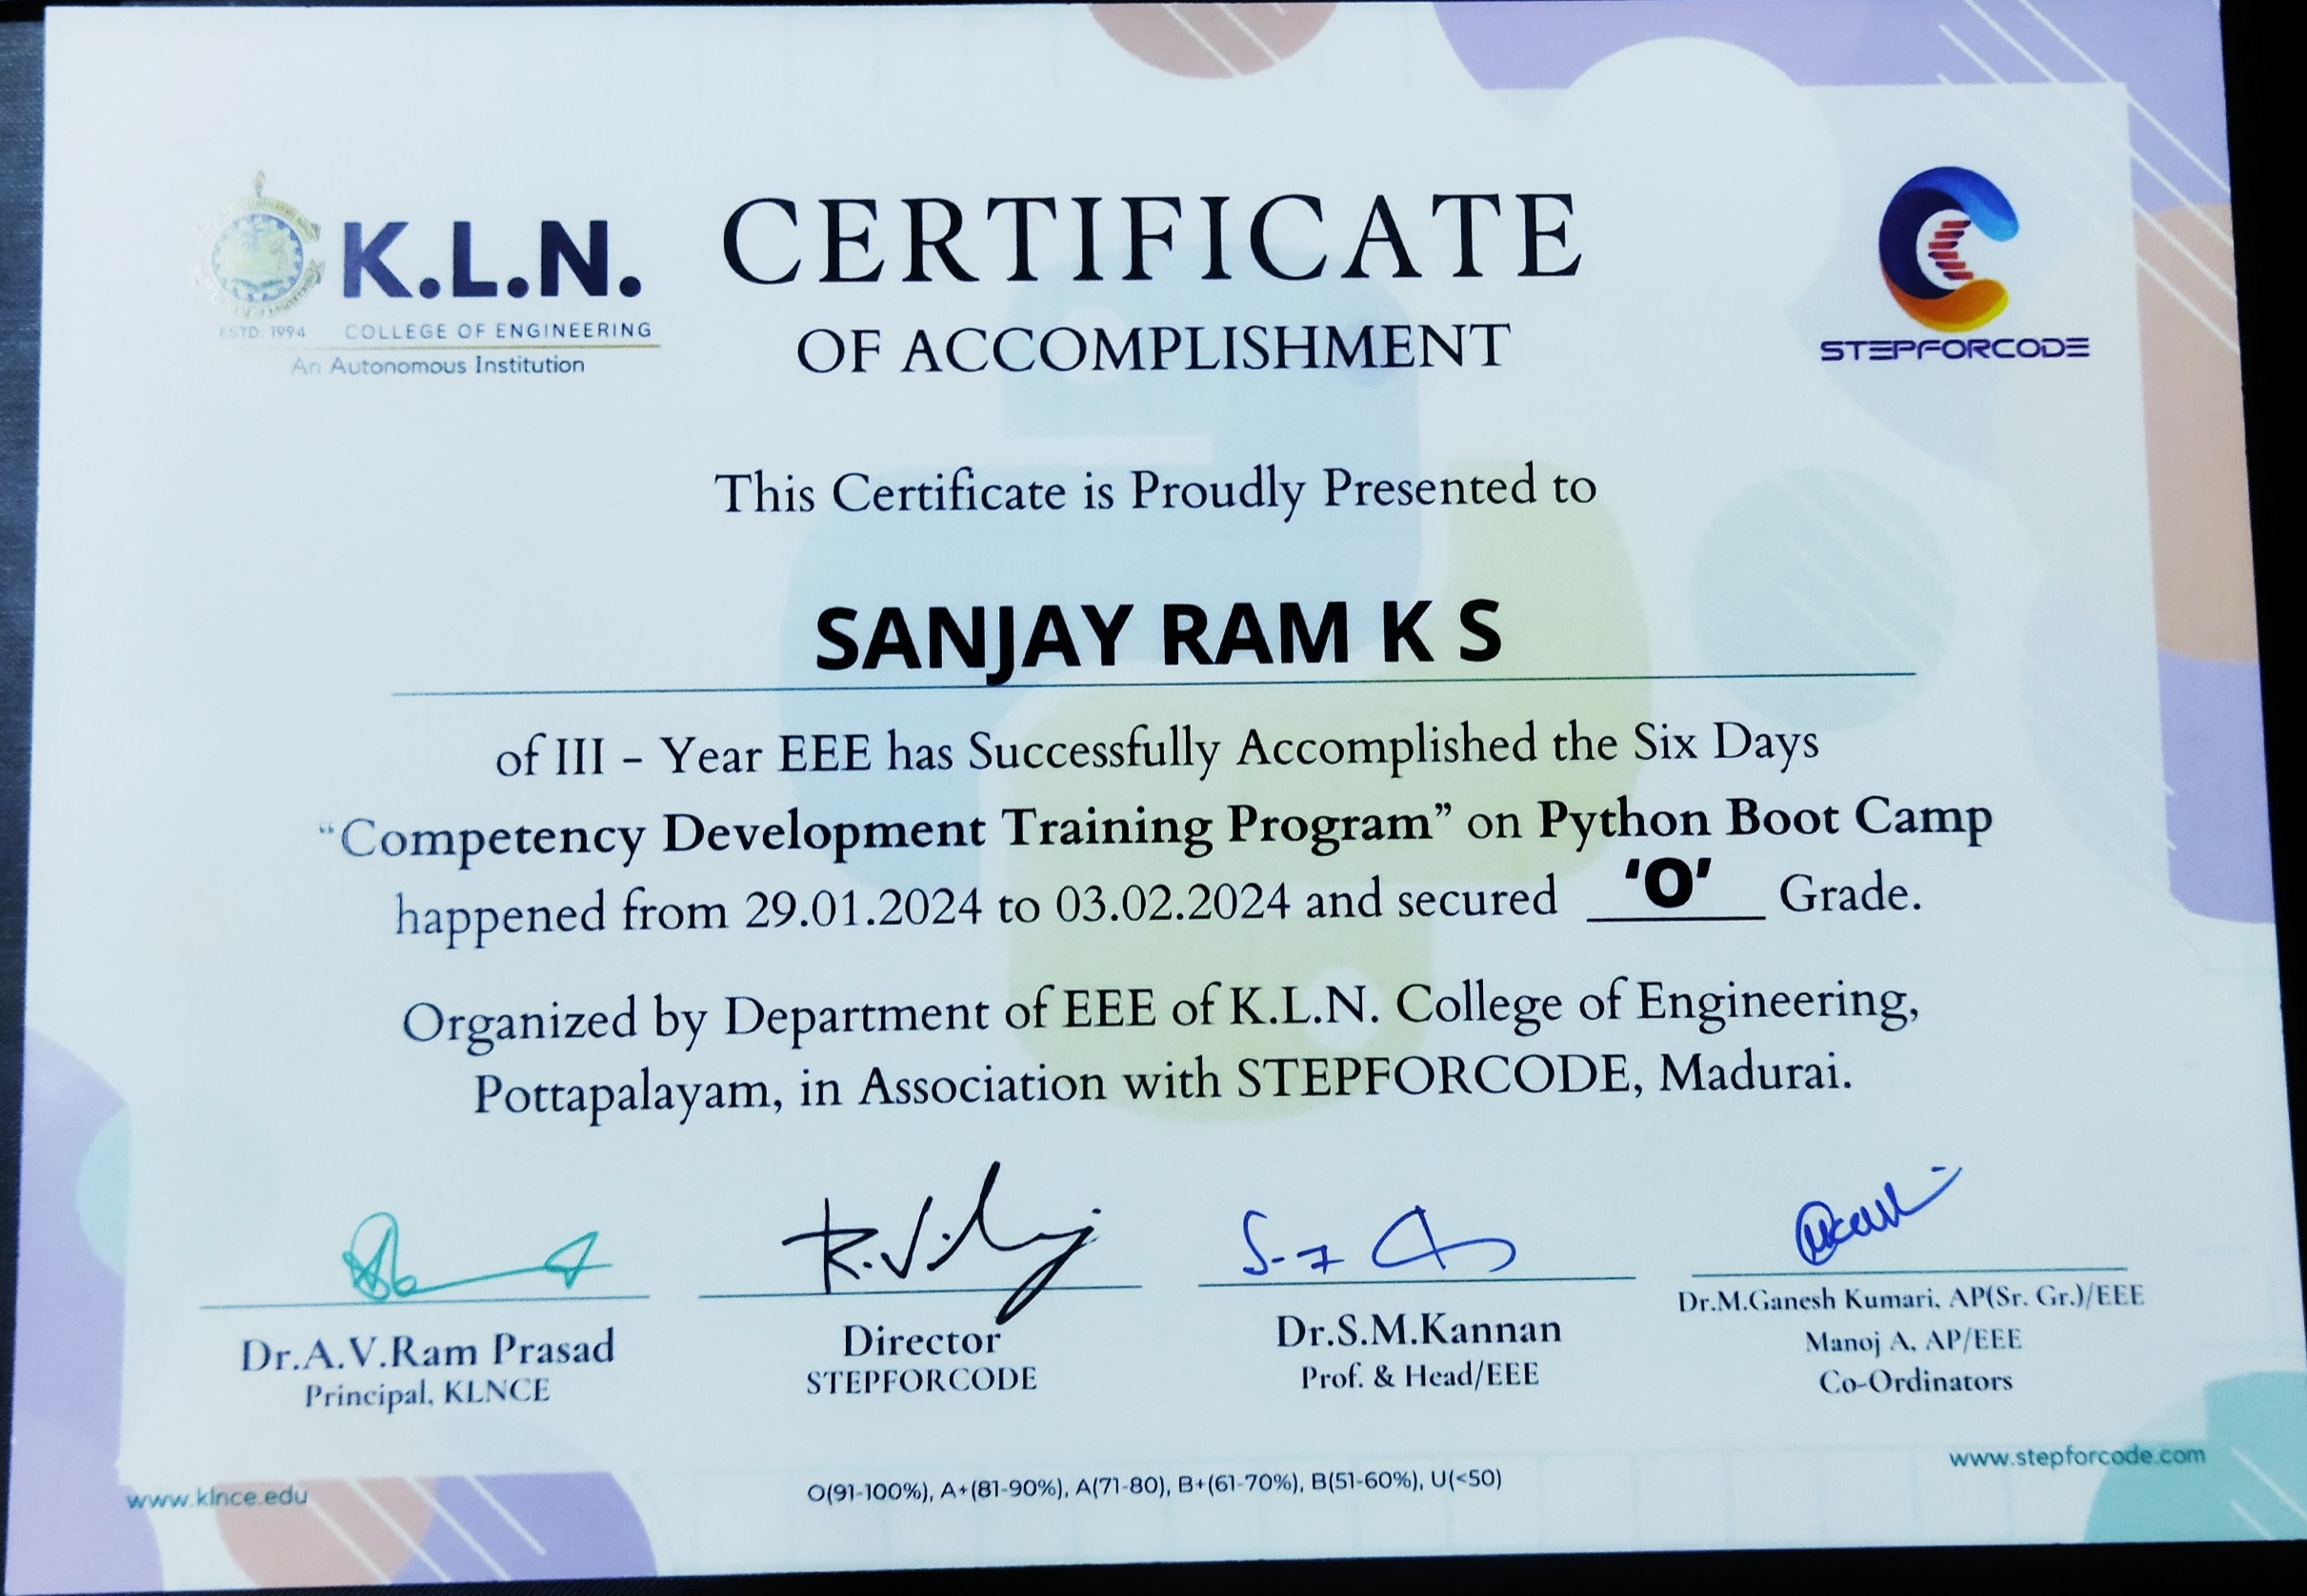 K.L.N.
ESTD 1994 COLLEGE OF ENGINEERING
An Autonomous Institution
CERTIFICATE
OF ACCOMPLISHMENT
STEPFORCODE
This Certificate is Proudly Presented to
SANJAY RAM K S
of III - Year EEE has Successfully Accomplished the Six Days
“Competency Development Training Program” on Python Boot Camp
happened from 29.01.2024 to 03.02.2024 and secured ‘O’ Grade.
Organized by Department of EEE of K.L.N. College of Engineering,
Pottapalayam, in Association with STEPFORCODE, Madurai.
Dr.A.V.Ram Prasad
Principal, KLNCE
Director
STEPFORCODE
Dr.S.M.Kannan
Prof. & Head/EEE
Dr.M.Ganesh Kumari, AP(Sr. Gr.)/EEE
Manoj A, AP/EEE
Co-Ordinators
www.klnce.edu
O(91-100%), A+(81-90%), A(71-80), B+(61-70%), B(51-60%), U(<50)
www.stepforcode.com